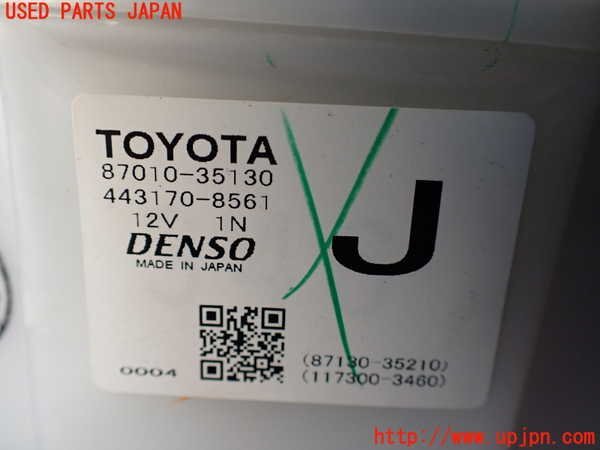 USED PARTS JAPAN
TOYOTA
87010-35130
443170-8561
12V 1N
DENSO
MADE IN JAPAN
J
0004
(87130-35210)
(117300-3460)
http://www.upjpn.com/